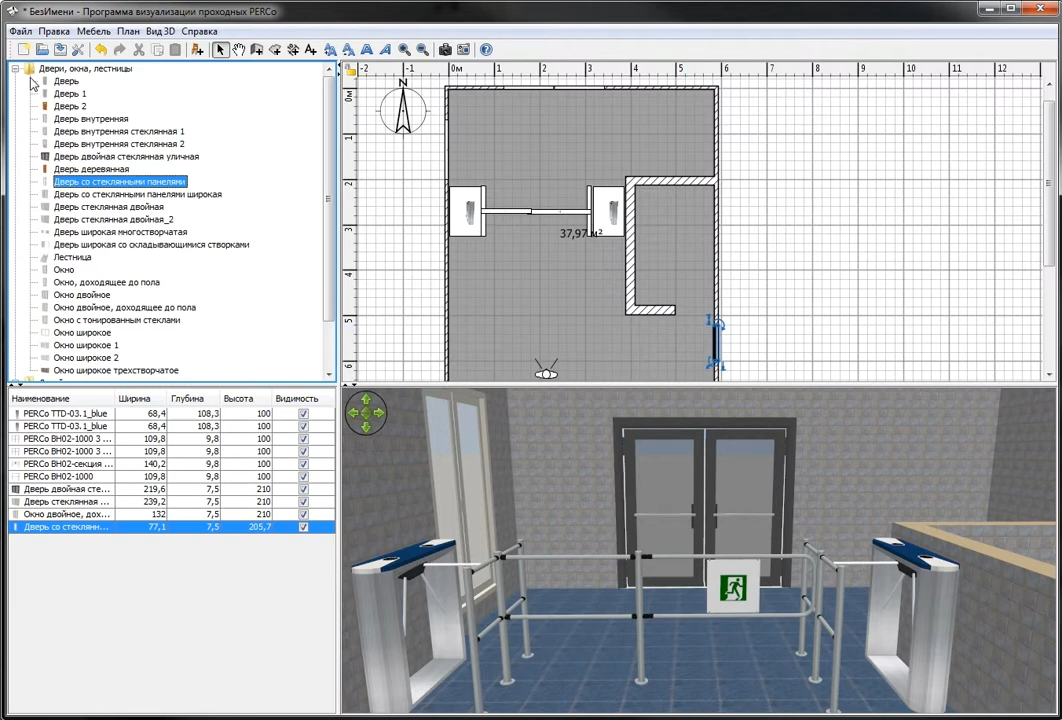 * БезИмени - Программа визуализации проходных PERCo
Файл Правка Мебель План Вид 3D Справка
Двери, окна, лестницы
Дверь
Дверь 1
Дверь 2
Дверь внутренняя
Дверь внутренняя стеклянная 1
Дверь внутренняя стеклянная 2
Дверь двойная стеклянная уличная
Дверь деревянная
Дверь со стеклянными панелями
Дверь со стеклянными панелями широкая
Дверь стеклянная двойная
Дверь стеклянная двойная_2
Дверь широкая многостворчатая
Дверь широкая со складывающимися створками
Лестница
Окно
Окно, доходящее до пола
Окно двойное
Окно двойное, доходящее до пола
Окно с тонированным стеклами
Окно широкое
Окно широкое 1
Окно широкое 2
Окно широкое трехстворчатое
-2 -1 0м 1 2 3 4 5 6 7 8 9 10 11 12
0м
1
2
3
4
5
6
N
37,97 м²
Наименование Ширина Глубина Высота Видимость
PERCo TTD-03.1_blue 68,4 108,3 100
PERCo TTD-03.1_blue 68,4 108,3 100
PERCo BH02-1000 3 ... 109,8 9,8 100
PERCo BH02-1000 3 ... 109,8 9,8 100
PERCo BH02-секция ... 140,2 9,8 100
PERCo BH02-1000 109,8 9,8 100
Дверь двойная сте... 219,6 7,5 210
Дверь стеклянная ... 239,2 7,5 210
Окно двойное, дох... 132 7,5 210
Дверь со стеклянн... 77,1 7,5 205,7